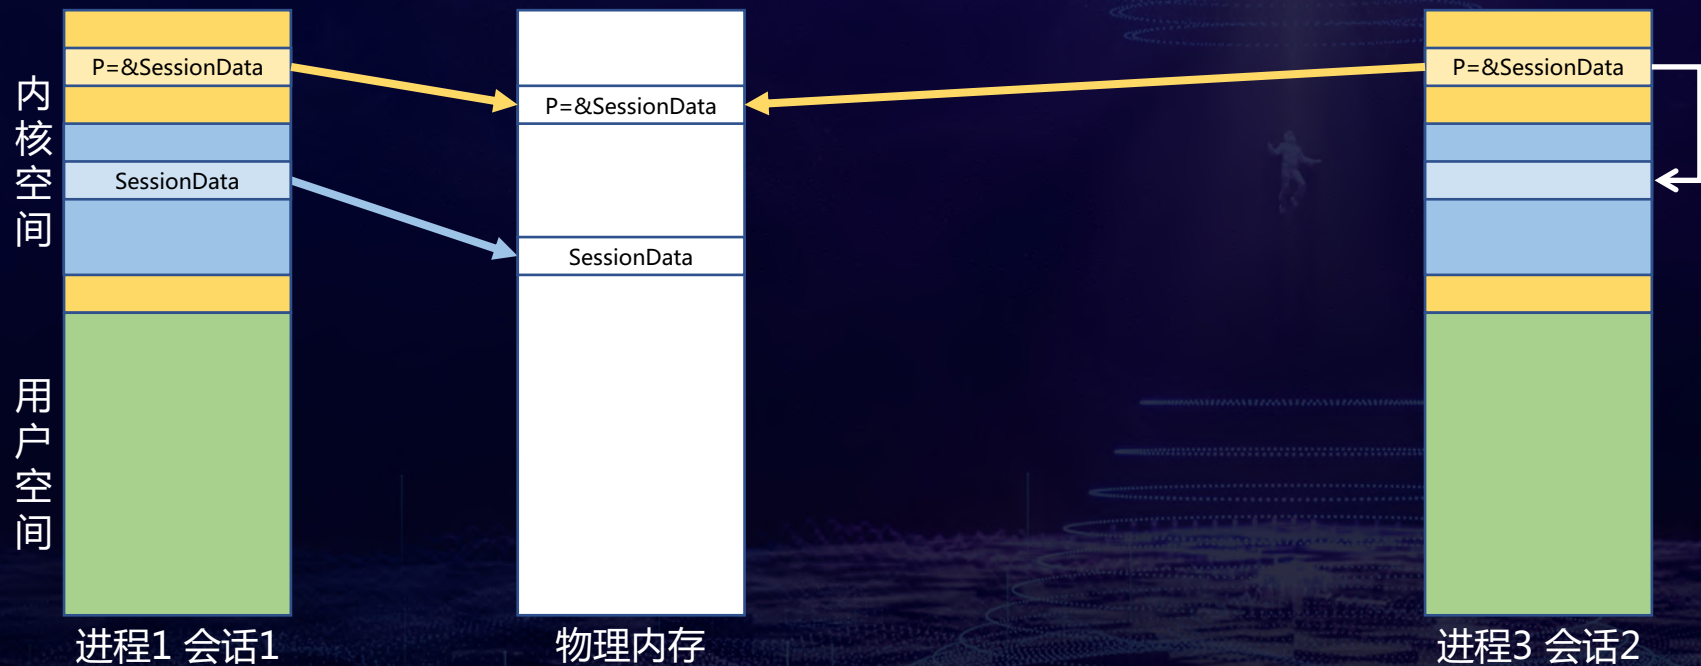 内核空间
用户空间
P=&SessionData
SessionData
进程1 会话1
P=&SessionData
SessionData
物理内存
P=&SessionData
进程3 会话2